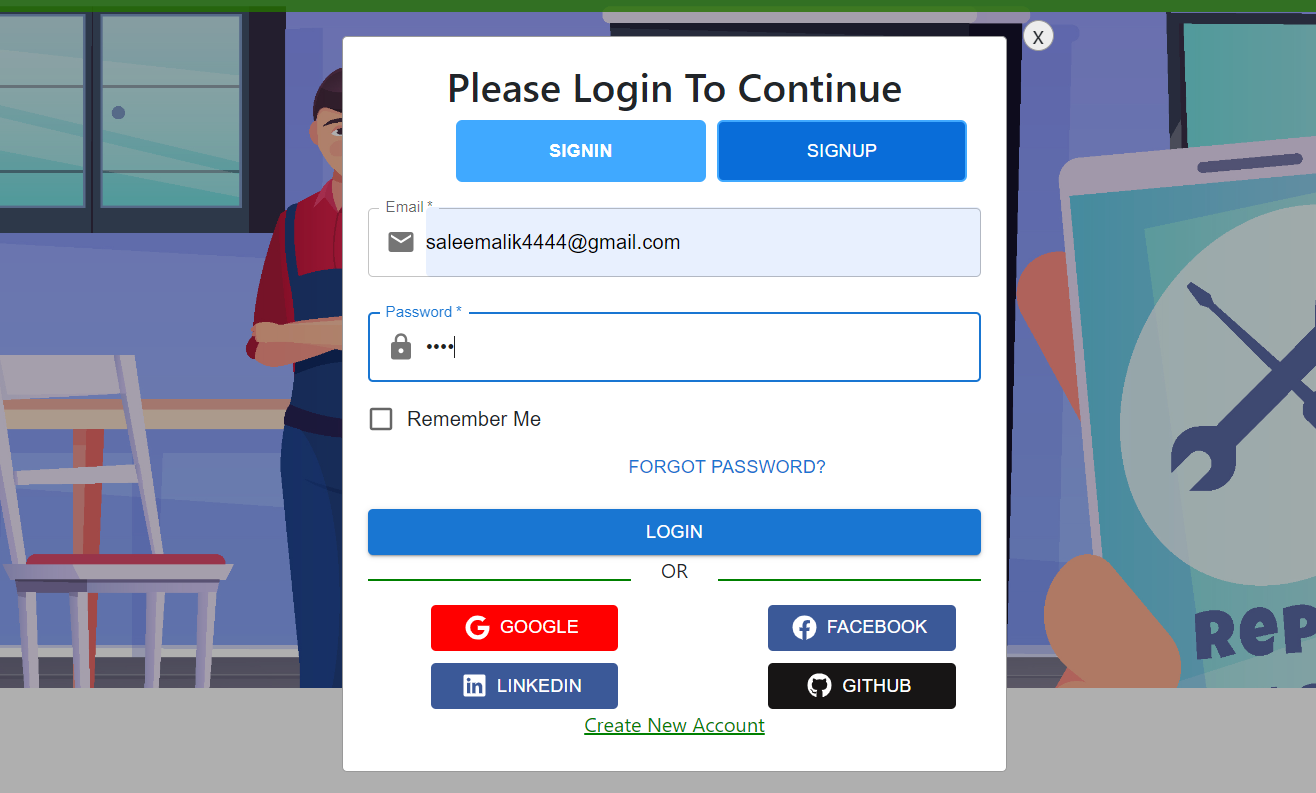 X
Please Login To Continue
SIGNIN SIGNUP
Email *
saleemalik4444@gmail.com
Password *
••••
Remember Me
FORGOT PASSWORD?
LOGIN
OR
GOOGLE FACEBOOK
LINKEDIN GITHUB
Create New Account